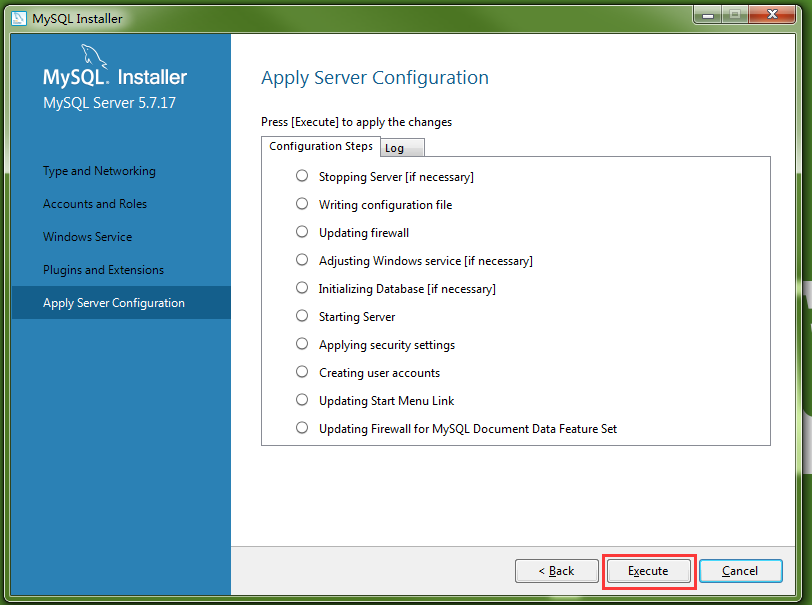 MySQL Installer
MySQL. Installer
MySQL Server 5.7.17
Type and Networking
Accounts and Roles
Windows Service
Plugins and Extensions
Apply Server Configuration
Apply Server Configuration
Press [Execute] to apply the changes
Configuration Steps Log
Stopping Server [if necessary]
Writing configuration file
Updating firewall
Adjusting Windows service [if necessary]
Initializing Database [if necessary]
Starting Server
Applying security settings
Creating user accounts
Updating Start Menu Link
Updating Firewall for MySQL Document Data Feature Set
< Back Execute Cancel